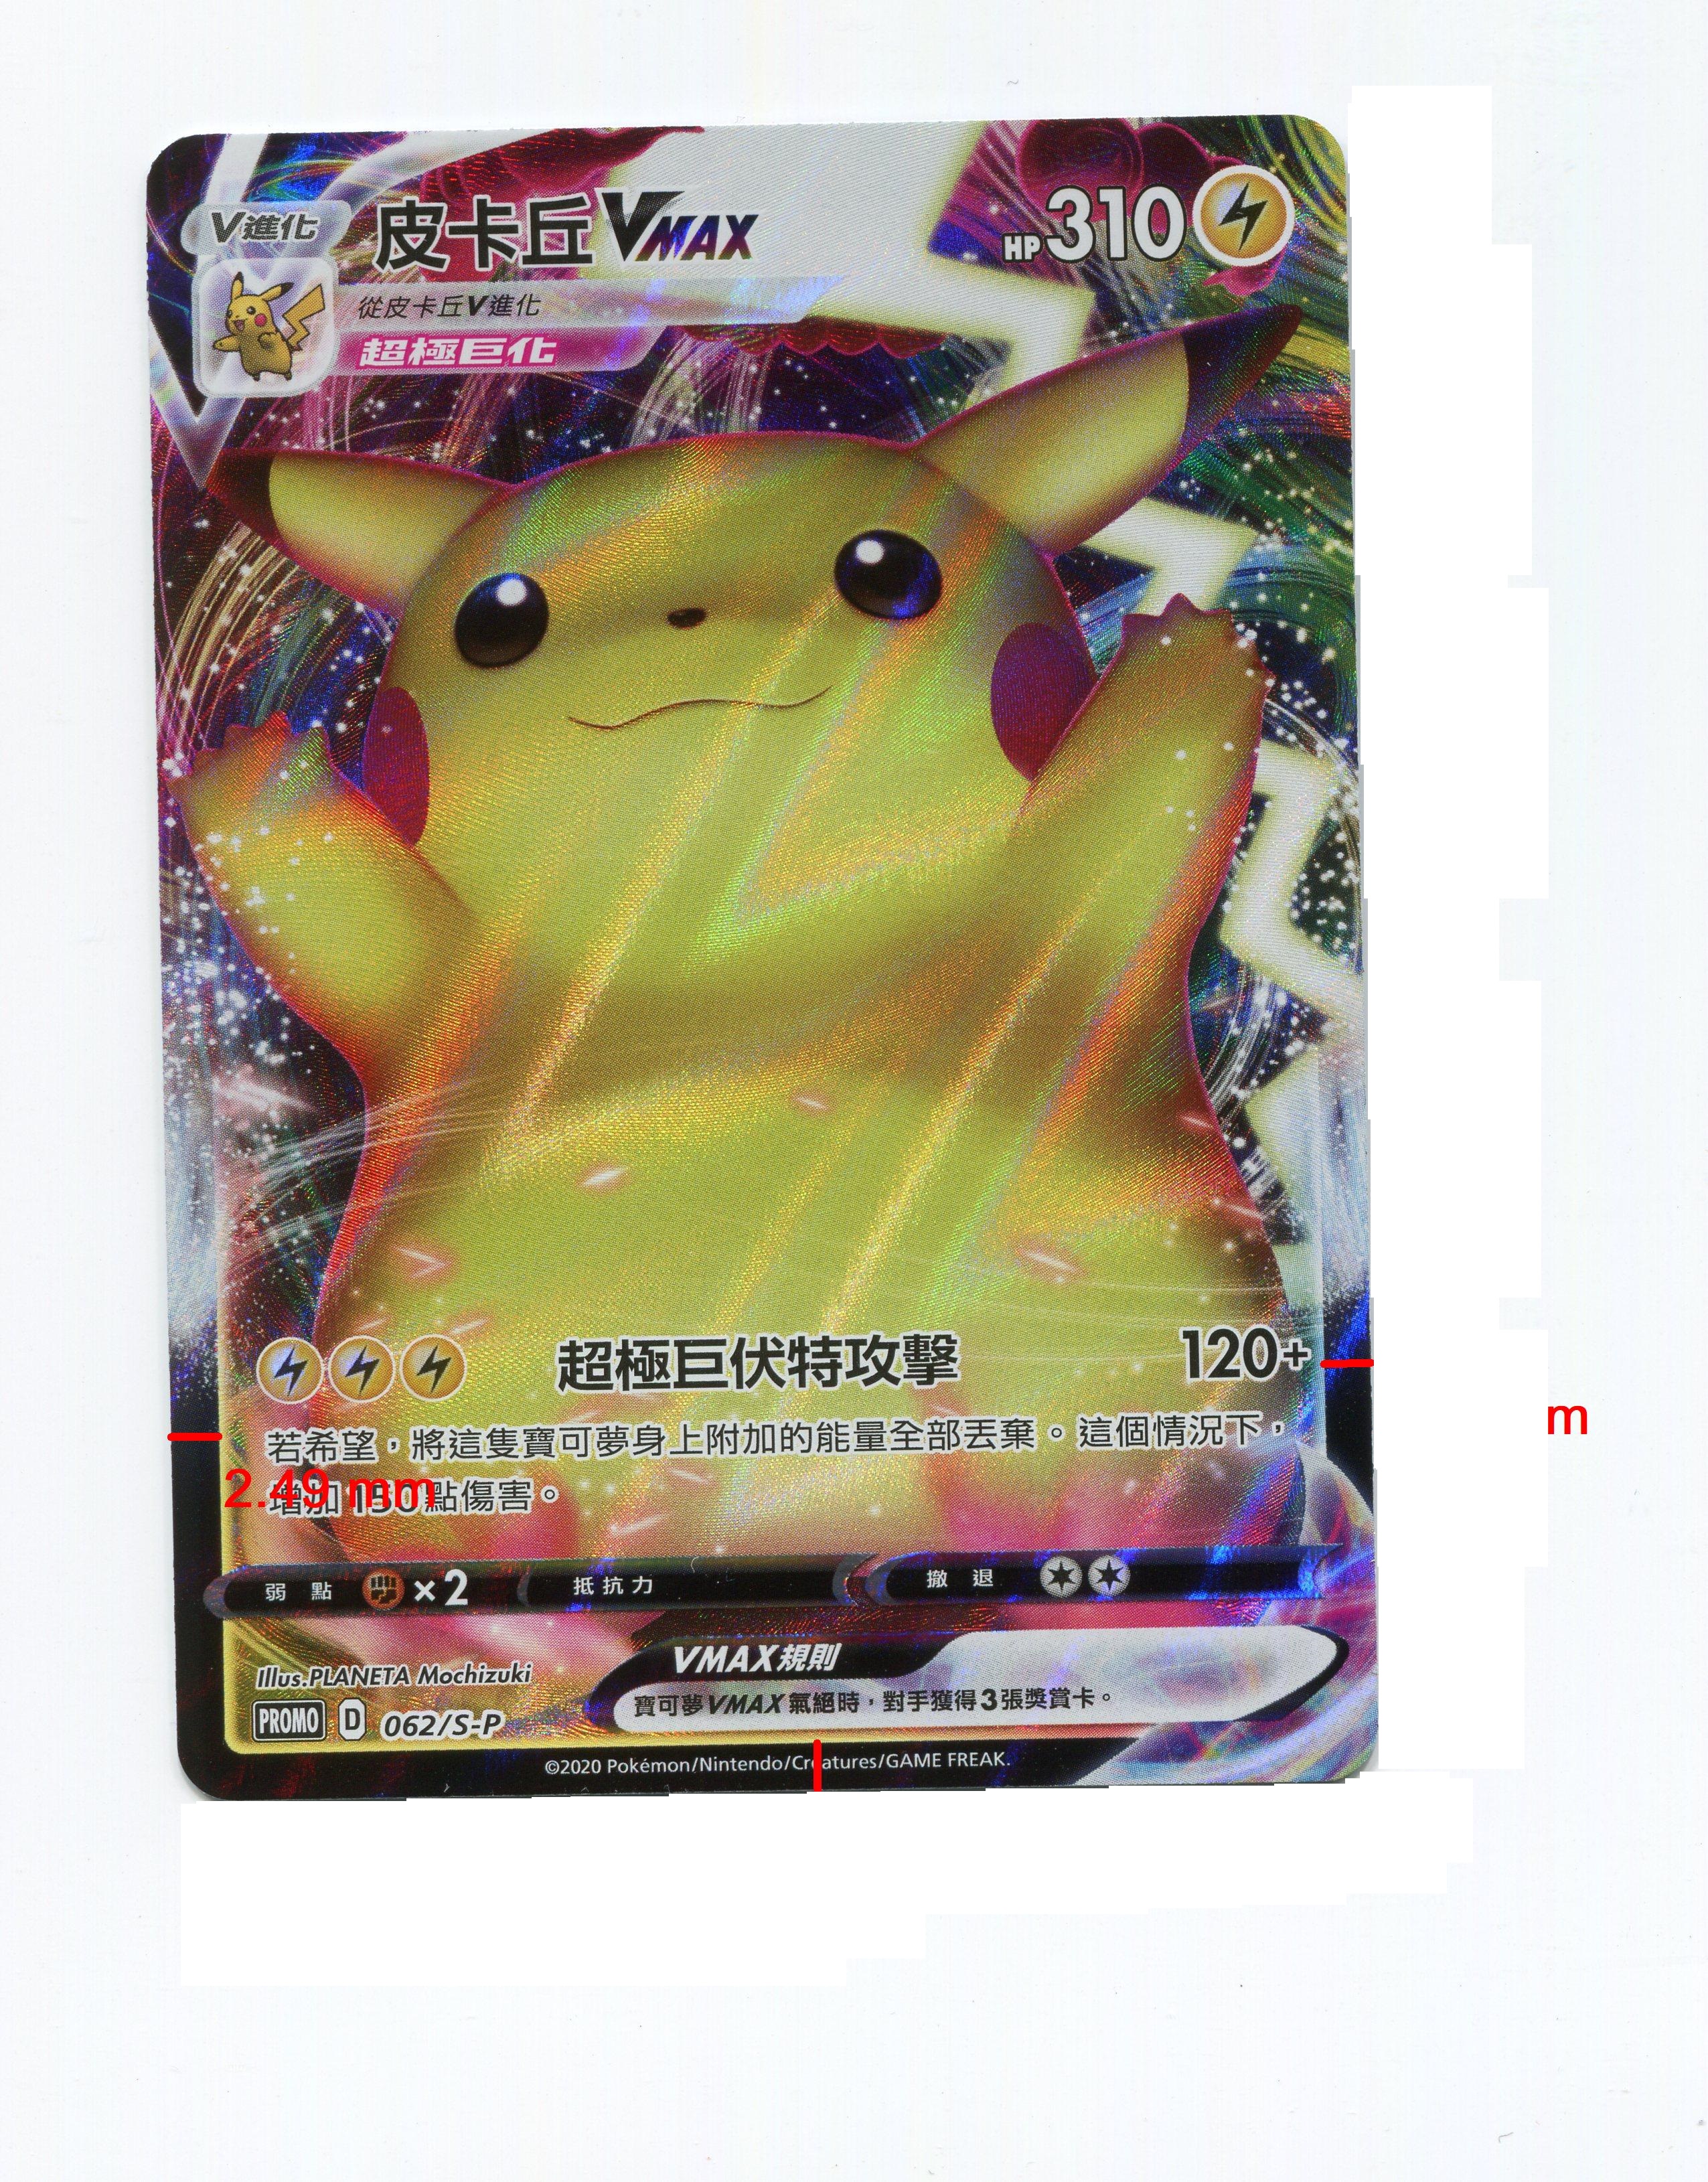 V進化
皮卡丘VMAX
HP310
從皮卡丘V進化
超極巨化
超極巨伏特攻擊 120+
若希望，將這隻寶可夢身上附加的能量全部丟棄。這個情況下，
增加150點傷害。
2.49 mm
m
弱點 ×2 抵抗力 撤退
Illus.PLANETA Mochizuki
VMAX規則
寶可夢VMAX氣絕時，對手獲得3張獎賞卡。
PROMO D 062/S-P
©2020 Pokémon/Nintendo/Creatures/GAME FREAK.